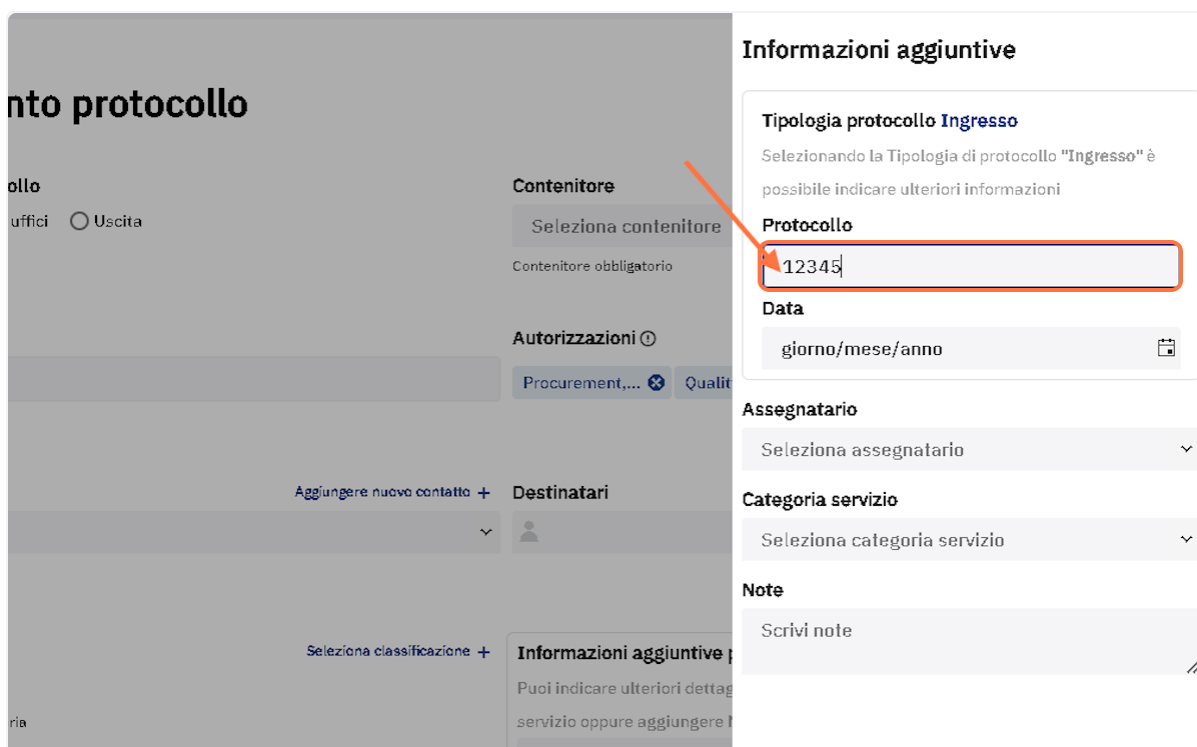 nto protocollo
ollo
uffici
Uscita
Contenitore
Seleziona contenitore
Contenitore obbligatorio
Autorizzazioni
Procurement,...
Qualit
Aggiungere nuovo contatto +
Destinatari
Seleziona classificazione +
ria
Informazioni aggiuntive p
Puoi indicare ulteriori dettag
servizio oppure aggiungere
Informazioni aggiuntive
Tipologia protocollo Ingresso
Selezionando la Tipologia di protocollo "Ingresso" è
possibile indicare ulteriori informazioni
Protocollo
12345
Data
giorno/mese/anno
Assegnatario
Seleziona assegnatario
Categoria servizio
Seleziona categoria servizio
Note
Scrivi note